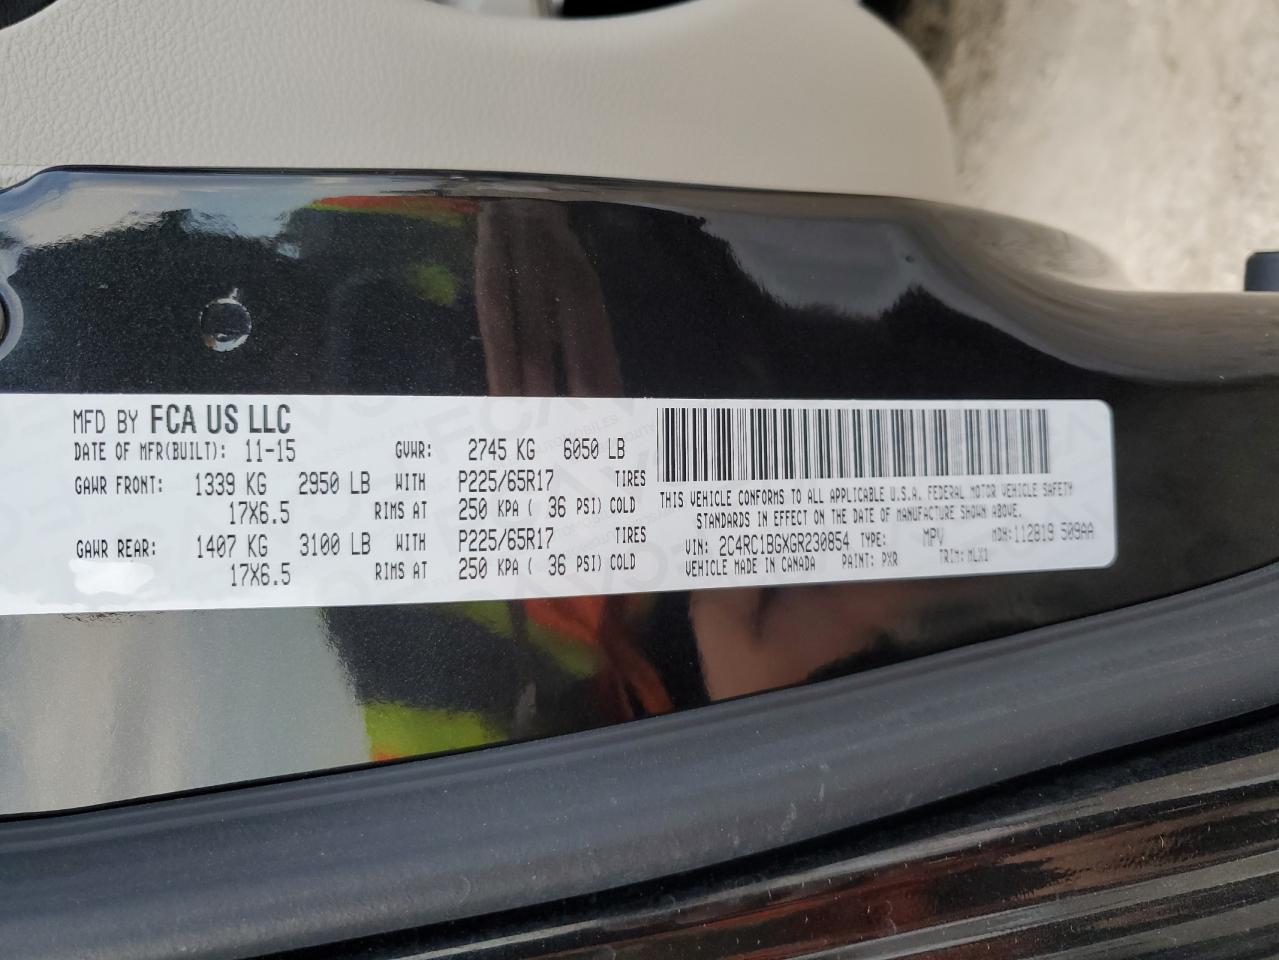 MFD BY FCA US LLC
DATE OF MFR(BUILT): 11-15 GVWR: 2745 KG 6050 LB
GAWR FRONT: 1339 KG 2950 LB WITH P225/65R17 TIRES
17X6.5 RIMS AT 250 KPA ( 36 PSI) COLD
GAWR REAR: 1407 KG 3100 LB WITH P225/65R17 TIRES
17X6.5 RIMS AT 250 KPA ( 36 PSI) COLD
THIS VEHICLE CONFORMS TO ALL APPLICABLE U.S.A. FEDERAL MOTOR VEHICLE SAFETY
STANDARDS IN EFFECT ON THE DATE OF MANUFACTURE SHOWN ABOVE.
VIN: 2C4RC1BGXGR230854 TYPE: MPV MDH:112819 509AA
VEHICLE MADE IN CANADA PAINT: PXR TRIM: MLX1